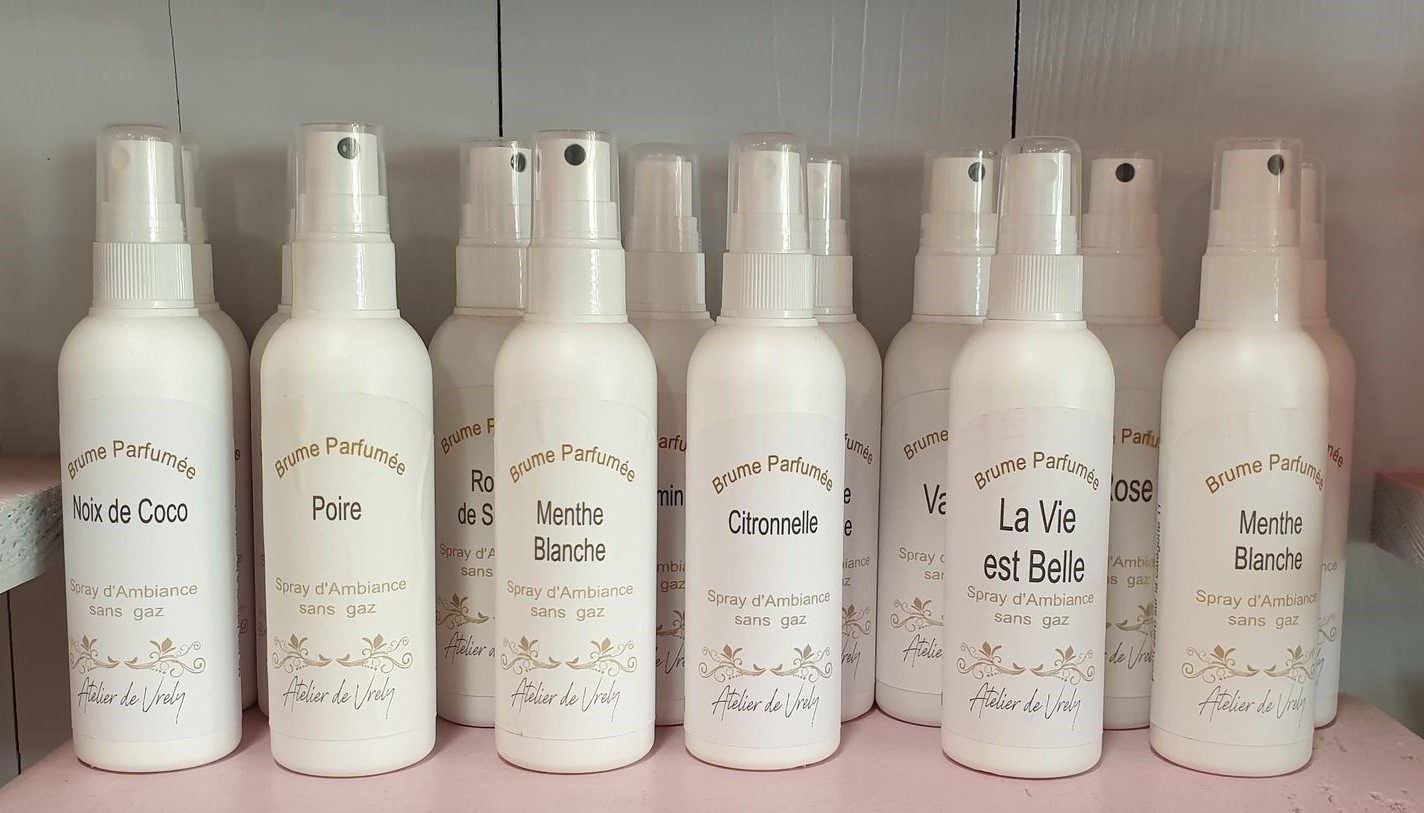 Brume Parfumée
Noix de Coco
Spray d'Ambiance
sans gaz
Atelier de Vrely
Brume Parfumée
Poire
Spray d'Ambiance
sans gaz
Atelier de Vrely
Brume
Brume Parfumée
Menthe
Blanche
Spray d'Ambiance
sans gaz
Atelier de Vrely
Brume Parfumée
Citronnelle
Spray d'Ambiance
sans gaz
Atelier de Vrely
Brume
Brume Parfumée
La Vie
est Belle
Spray d'Ambiance
sans gaz
Atelier de Vrely
Rose
Brume Parfumée
Menthe
Blanche
Spray d'Ambiance
sans gaz
Atelier de Vrely